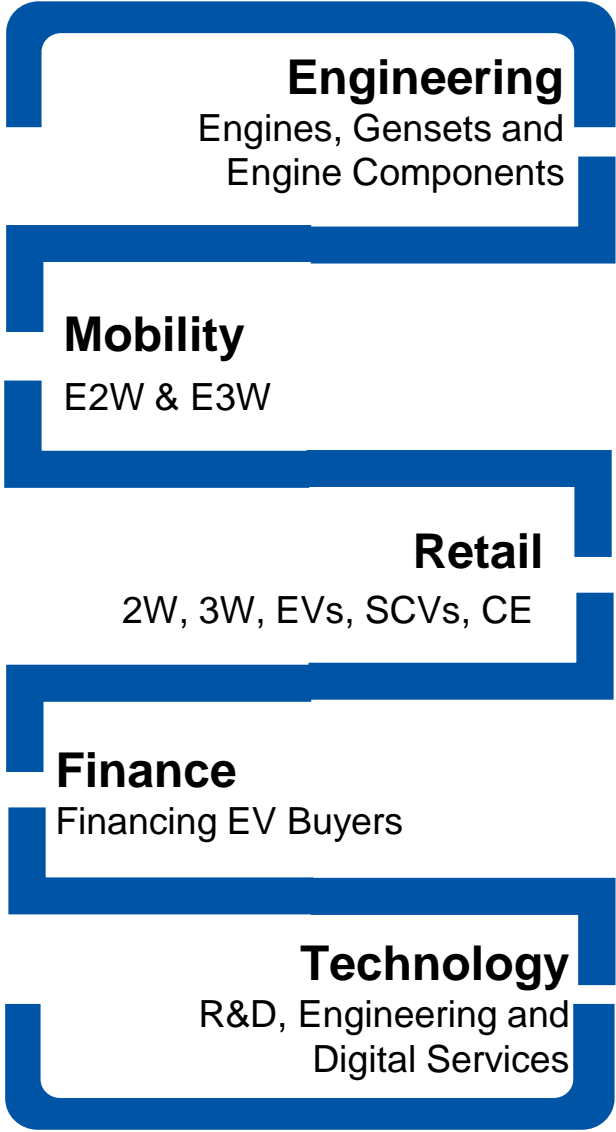 Engineering
Engines, Gensets and
Engine Components
Mobility
E2W & E3W
Retail
2W, 3W, EVs, SCVs, CE
Finance
Financing EV Buyers
Technology
R&D, Engineering and
Digital Services